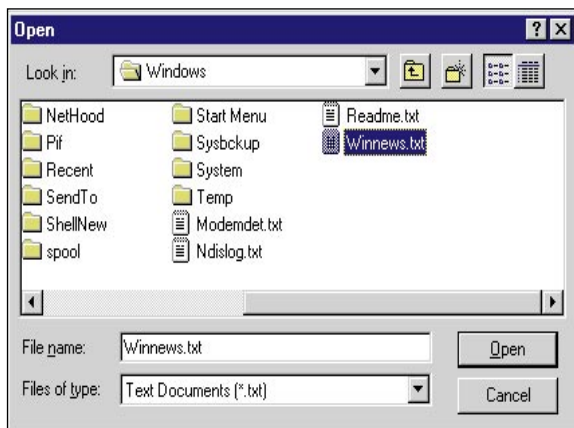 Open
Look in: Windows
NetHood Start Menu Readme.txt
Pif Sysbckup Winnews.txt
Recent System
SendTo Temp
ShellNew Modemdet.txt
spool Ndislog.txt
File name: Winnews.txt Open
Files of type: Text Documents (*.txt) Cancel